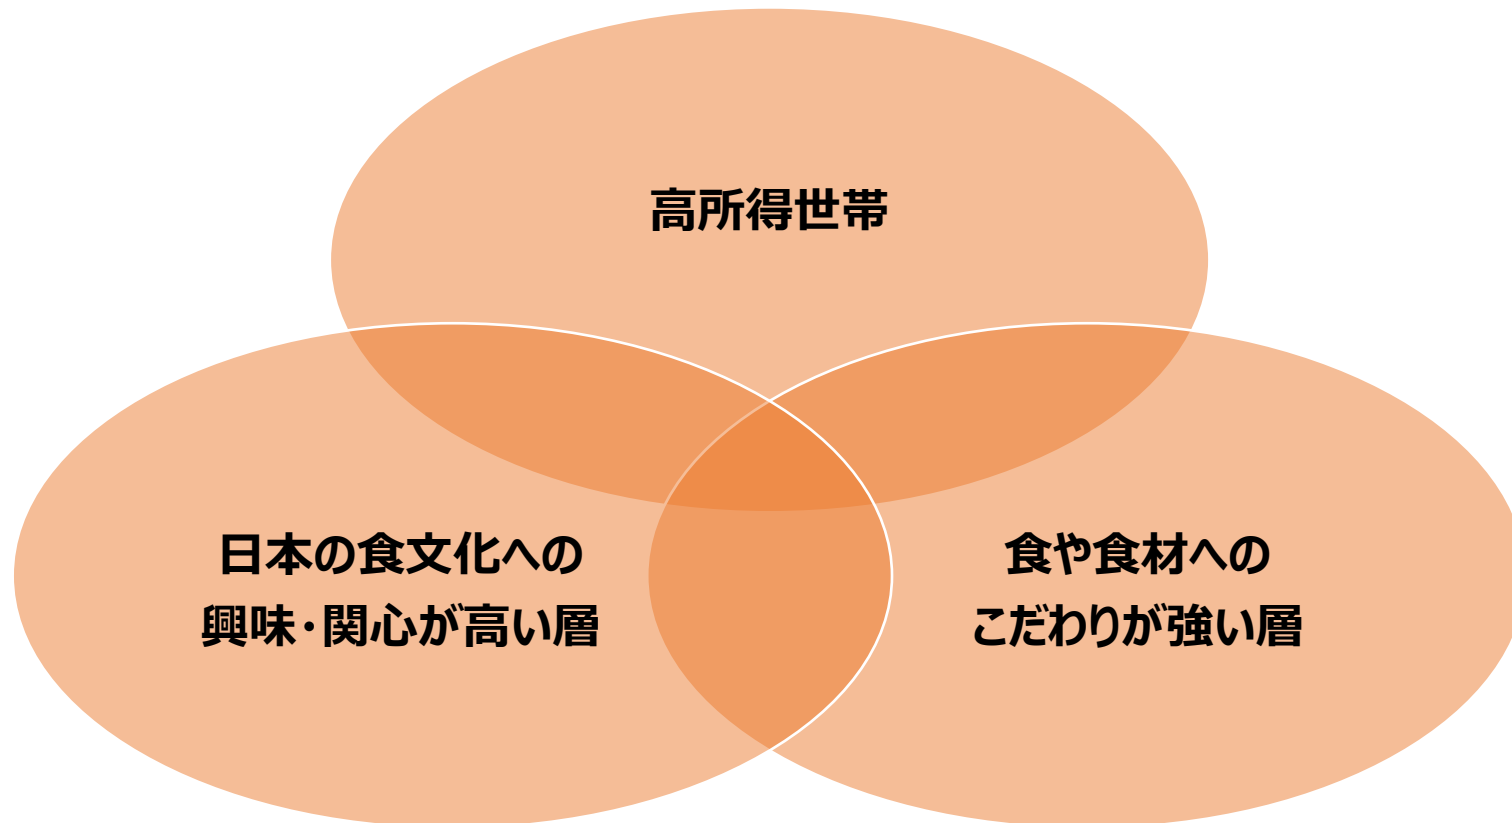 高所得世帯
日本の食文化への
興味・関心が高い層
食や食材への
こだわりが強い層